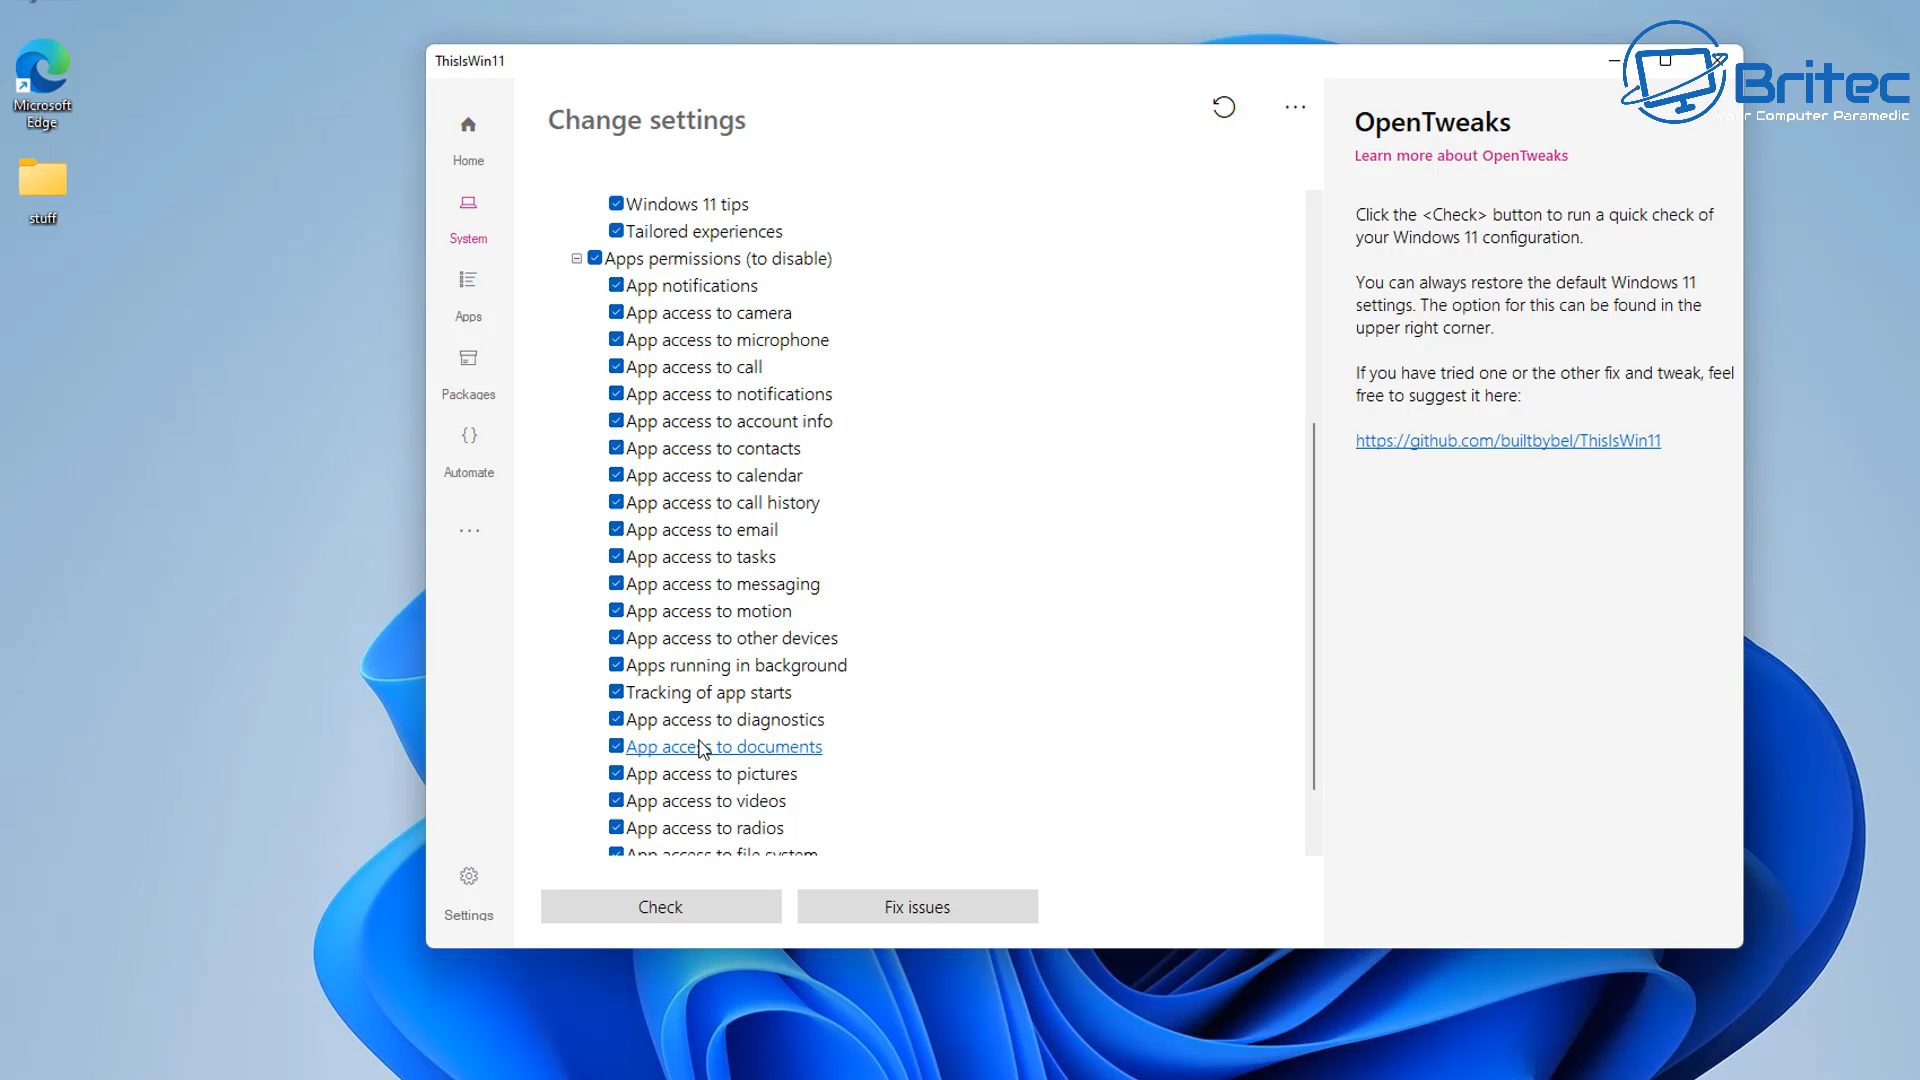 Microsoft
Edge
stuff
ThisIsWin11
Home
System
Apps
Packages
{ }
Automate
...
Settings
Change settings
...
Windows 11 tips
Tailored experiences
Apps permissions (to disable)
App notifications
App access to camera
App access to microphone
App access to call
App access to notifications
App access to account info
App access to contacts
App access to calendar
App access to call history
App access to email
App access to tasks
App access to messaging
App access to motion
App access to other devices
Apps running in background
Tracking of app starts
App access to diagnostics
App access to documents
App access to pictures
App access to videos
App access to radios
App access to file system
Check
Fix issues
OpenTweaks
Learn more about OpenTweaks
Click the <Check> button to run a quick check of
your Windows 11 configuration.
You can always restore the default Windows 11
settings. The option for this can be found in the
upper right corner.
If you have tried one or the other fix and tweak, feel
free to suggest it here:
https://github.com/builtbybel/ThisIsWin11
Britec
Your Computer Paramedic